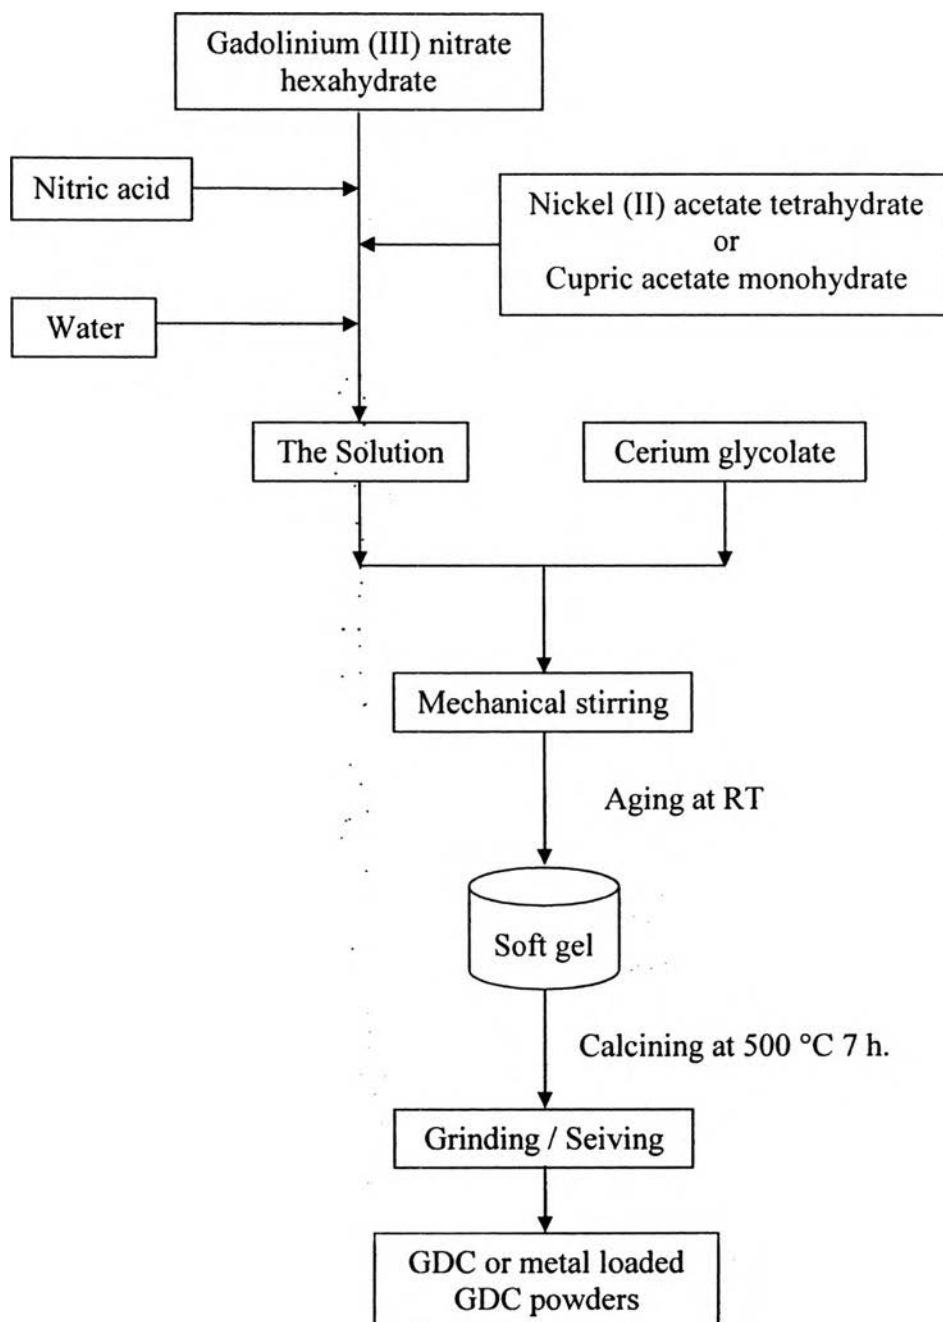 Gadolinium (III) nitrate
hexahydrate
Nitric acid
Nickel (II) acetate tetrahydrate
or
Cupric acetate monohydrate
Water
The Solution
Cerium glycolate
Mechanical stirring
Aging at RT
Soft gel
Calcining at 500 °C 7 h.
Grinding / Seiving
GDC or metal loaded
GDC powders